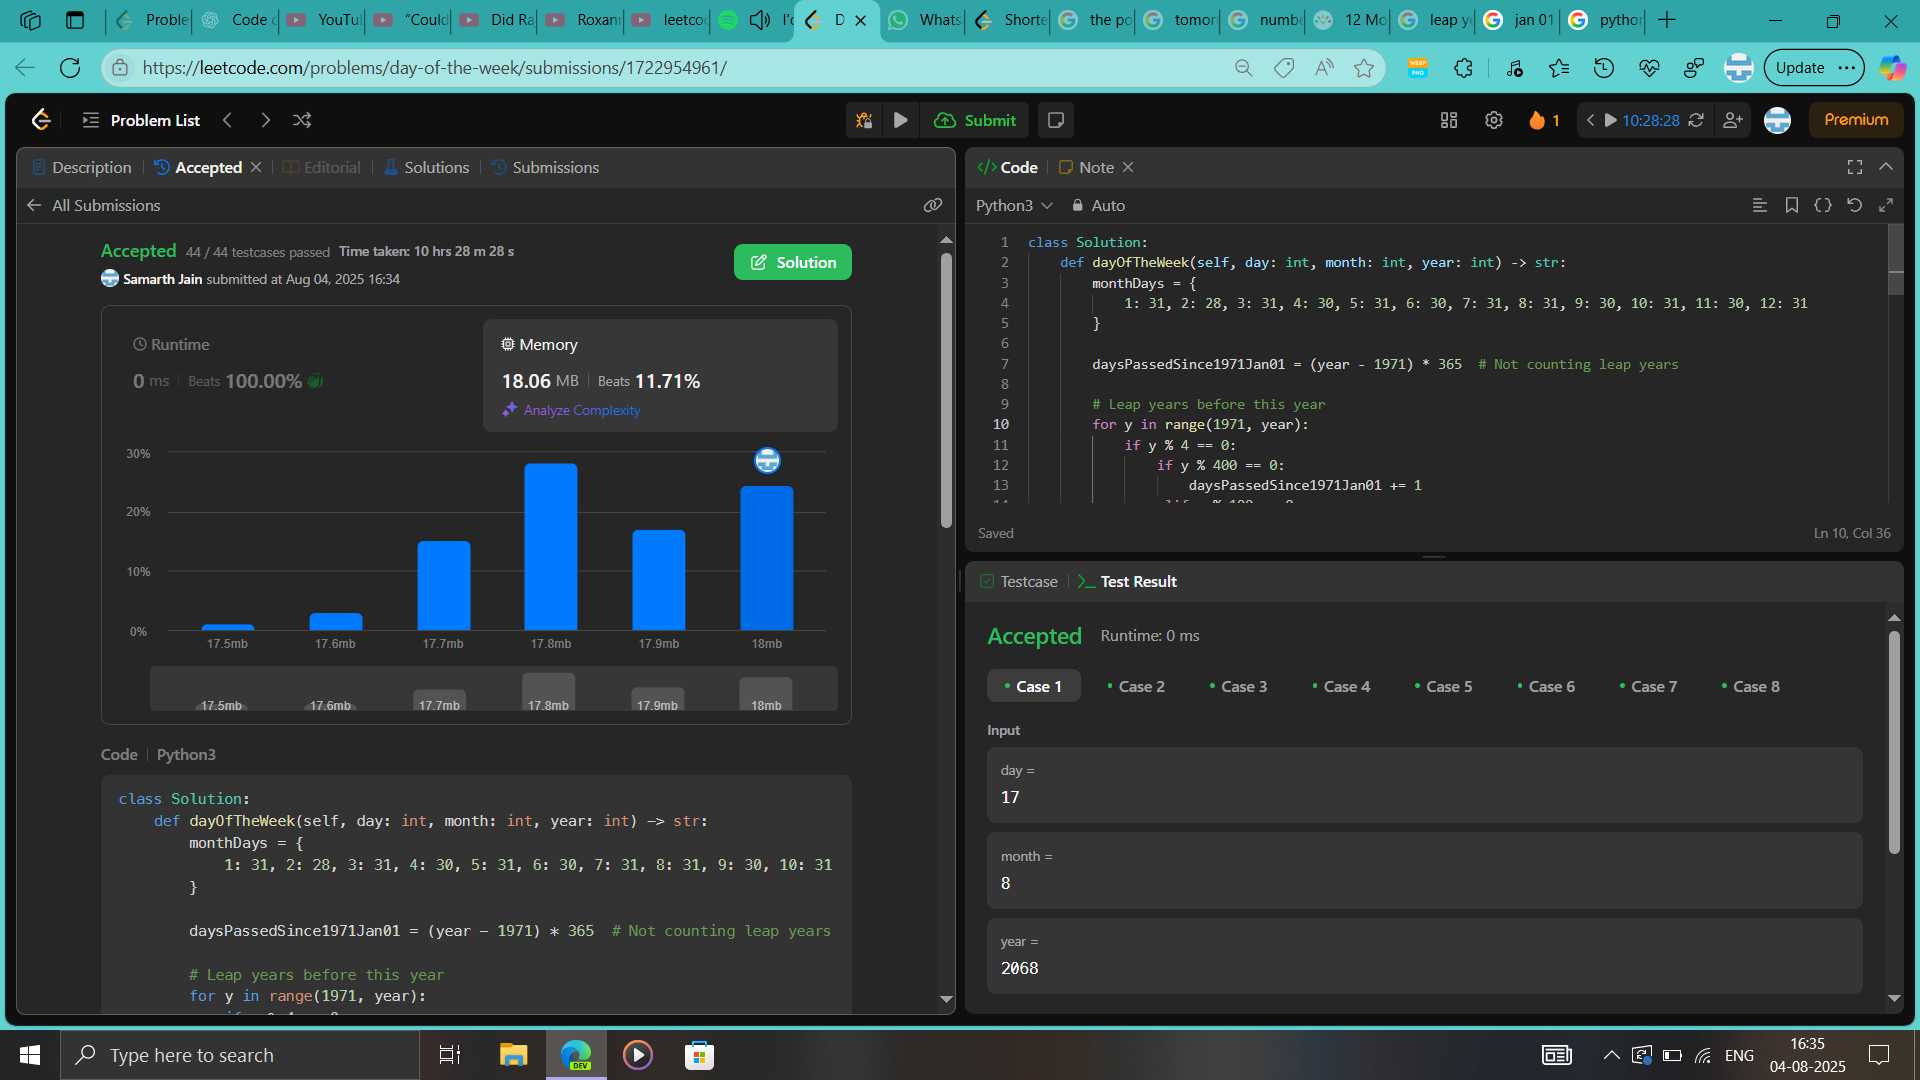 Proble
Code c
YouTu
"Could
Did Ra
Roxann
leetcod
I'd
D
Whats
Shorte
the po
tomor
numbe
12 Mo
leap ye
jan 01
python
https://leetcode.com/problems/day-of-the-week/submissions/1722954961/
WEBP
PNG
Update
Problem List
Submit
1
10:28:28
Premium
Description
Accepted
Editorial
Solutions
Submissions
All Submissions
Accepted 44 / 44 testcases passed Time taken: 10 hrs 28 m 28 s
Samarth Jain submitted at Aug 04, 2025 16:34
Solution
Runtime
0 ms Beats 100.00%
Memory
18.06 MB Beats 11.71%
Analyze Complexity
30%
20%
10%
0%
17.5mb 17.6mb 17.7mb 17.8mb 17.9mb 18mb
17.5mb 17.6mb 17.7mb 17.8mb 17.9mb 18mb
Code Python3
class Solution:
def dayOfTheWeek(self, day: int, month: int, year: int) -> str:
monthDays = {
1: 31, 2: 28, 3: 31, 4: 30, 5: 31, 6: 30, 7: 31, 8: 31, 9: 30, 10: 31
}
daysPassedSince1971Jan01 = (year - 1971) * 365 # Not counting leap years
# Leap years before this year
for y in range(1971, year):
Code
Note
Python3
Auto
1 class Solution:
2 def dayOfTheWeek(self, day: int, month: int, year: int) -> str:
3 monthDays = {
4 1: 31, 2: 28, 3: 31, 4: 30, 5: 31, 6: 30, 7: 31, 8: 31, 9: 30, 10: 31, 11: 30, 12: 31
5 }
6
7 daysPassedSince1971Jan01 = (year - 1971) * 365 # Not counting leap years
8
9 # Leap years before this year
10 for y in range(1971, year):
11 if y % 4 == 0:
12 if y % 400 == 0:
13 daysPassedSince1971Jan01 += 1
Saved
Ln 10, Col 36
Testcase
Test Result
Accepted Runtime: 0 ms
Case 1 Case 2 Case 3 Case 4 Case 5 Case 6 Case 7 Case 8
Input
day =
17
month =
8
year =
2068
Type here to search
DEV
ENG
16:35
04-08-2025